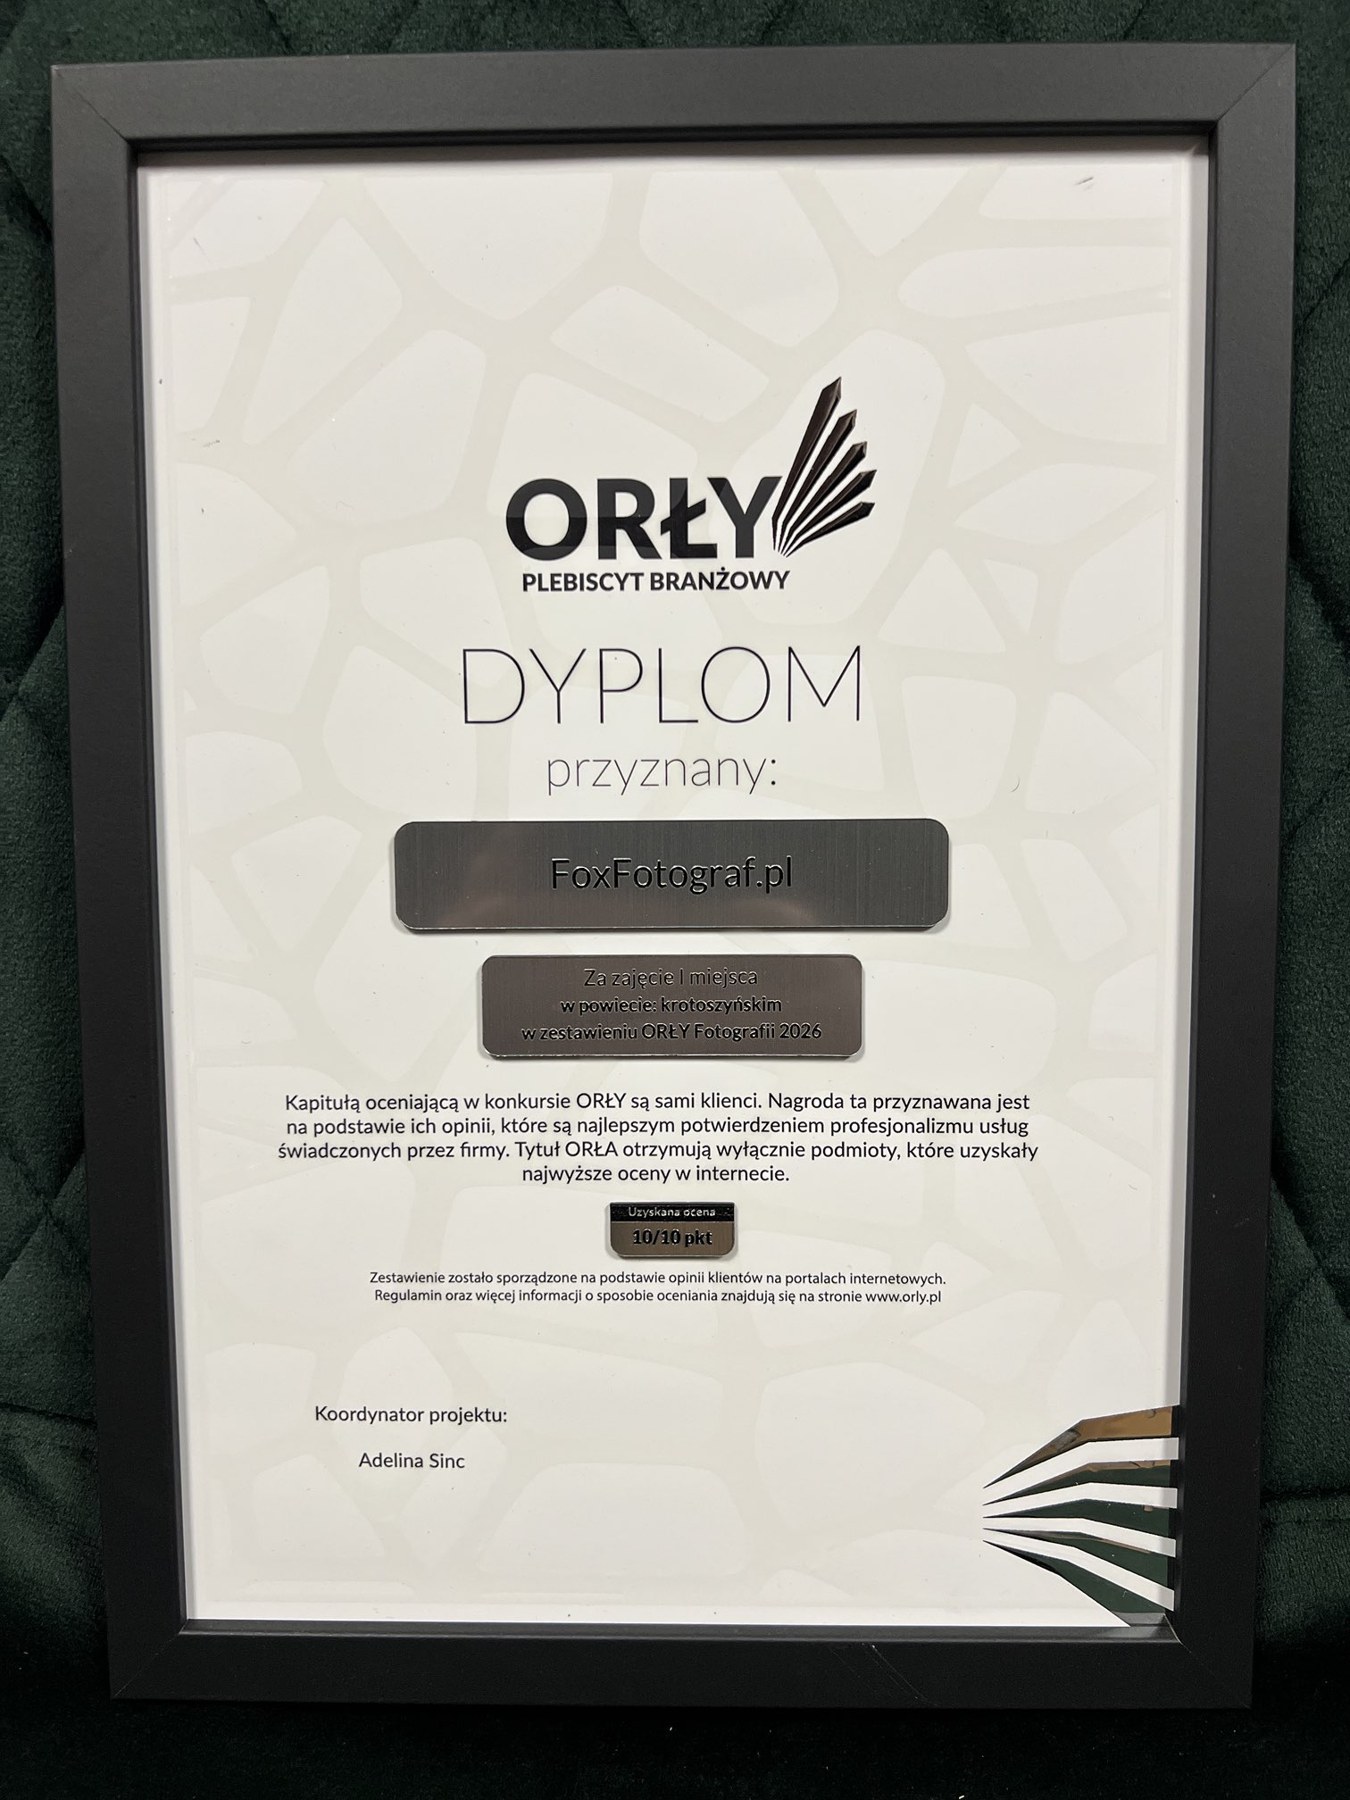 ORŁY
PLEBISCYT BRANŻOWY
DYPLOM
przyznany:
FoxFotograf.pl
Za zajęcie I miejsca
w powiecie: krotoszyńskim
w zestawieniu ORŁY Fotografii 2026
Kapitułą oceniającą w konkursie ORŁY są sami klienci. Nagroda ta przyznawana jest
na podstawie ich opinii, które są najlepszym potwierdzeniem profesjonalizmu usług
świadczonych przez firmy. Tytuł ORŁA otrzymują wyłącznie podmioty, które uzyskały
najwyższe oceny w internecie.
Uzyskana ocena
10/10 pkt
Zestawienie zostało sporządzone na podstawie opinii klientów na portalach internetowych.
Regulamin oraz więcej informacji o sposobie oceniania znajdują się na stronie www.orly.pl
Koordynator projektu:
Adelina Sinc